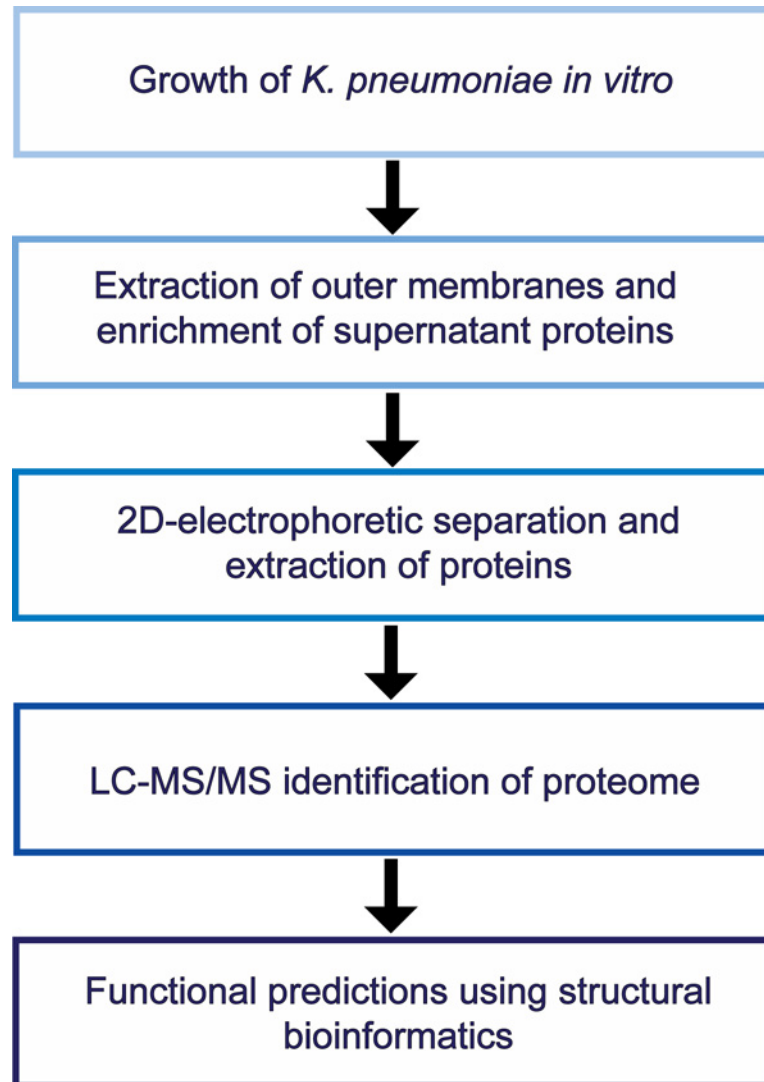 Growth of K. pneumoniae in vitro
Extraction of outer membranes and
enrichment of supernatant proteins
2D-electrophoretic separation and
extraction of proteins
LC-MS/MS identification of proteome
Functional predictions using structural
bioinformatics